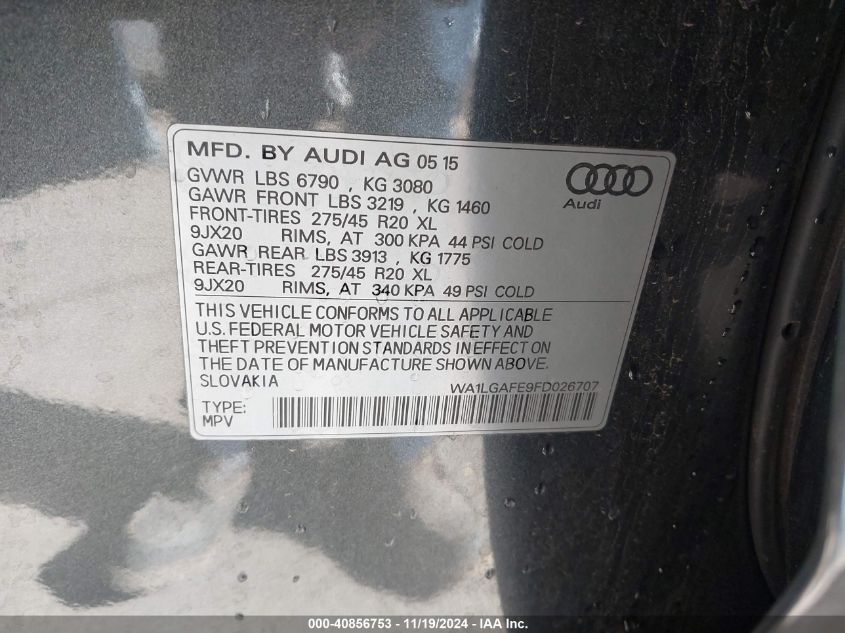 MFD. BY AUDI AG 05 15
GVWR LBS 6790 , KG 3080
GAWR FRONT LBS 3219 , KG 1460
FRONT-TIRES 275/45 R20 XL
9JX20 RIMS, AT 300 KPA 44 PSI COLD
GAWR REAR LBS 3913 , KG 1775
REAR-TIRES 275/45 R20 XL
9JX20 RIMS, AT 340 KPA 49 PSI COLD
Audi
THIS VEHICLE CONFORMS TO ALL APPLICABLE
U.S. FEDERAL MOTOR VEHICLE SAFETY AND
THEFT PREVENTION STANDARDS IN EFFECT ON
THE DATE OF MANUFACTURE SHOWN ABOVE.
SLOVAKIA WA1LGAFE9FD026707
TYPE:
MPV
000-40856753 - 11/19/2024 - IAA Inc.